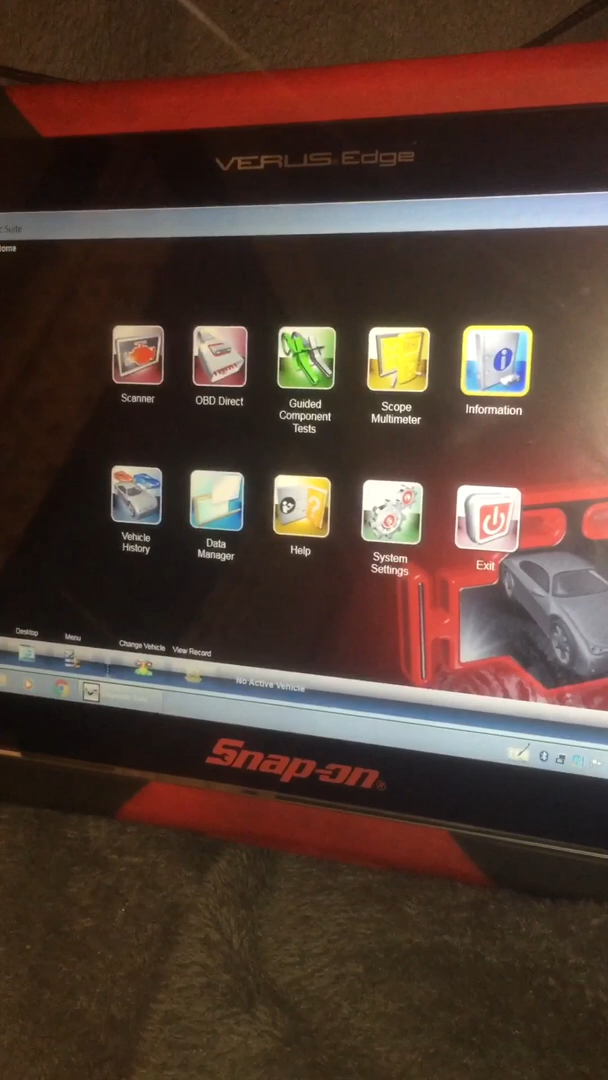 VERUS Edge
Suite
Home
Scanner
OBD Direct
Guided
Component
Tests
Scope
Multimeter
Information
Vehicle
History
Data
Manager
Help
System
Settings
Exit
Desktop
Menu
Change Vehicle
View Record
No Active Vehicle
Snap-on®